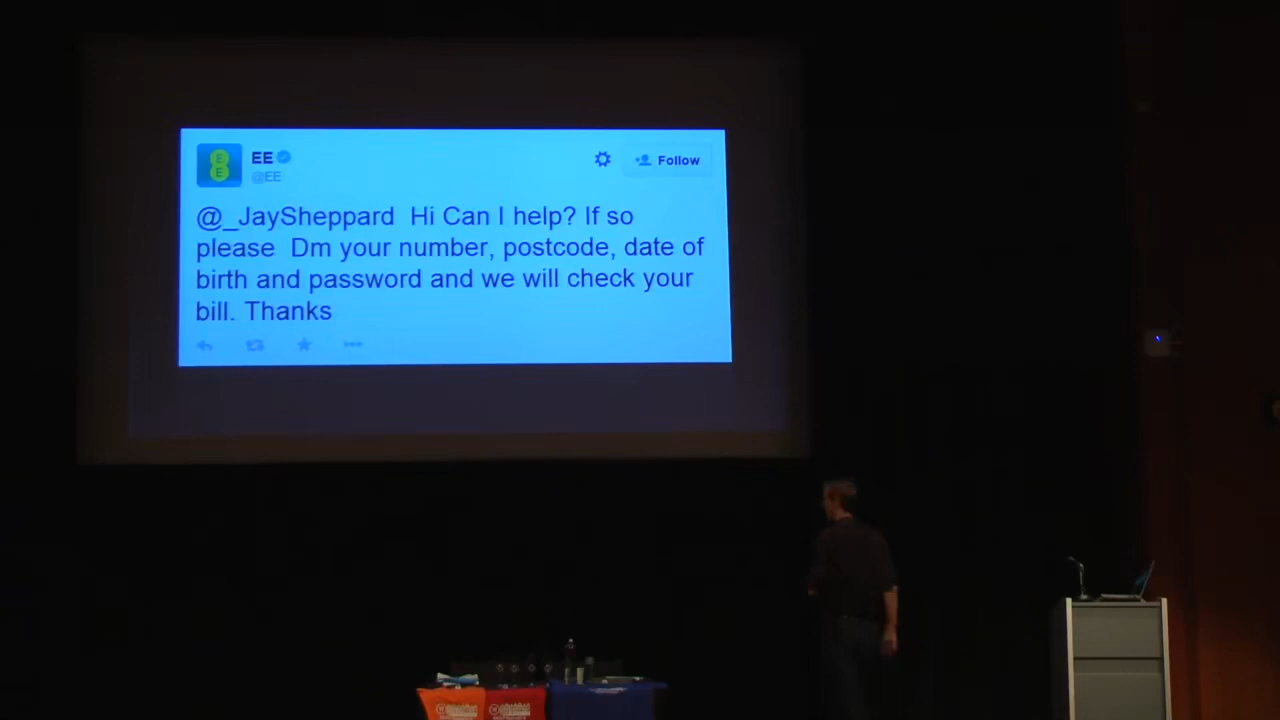 EE
@EE
Follow
E
E
@_JaySheppard Hi Can I help? If so
please Dm your number, postcode, date of
birth and password and we will check your
bill. Thanks